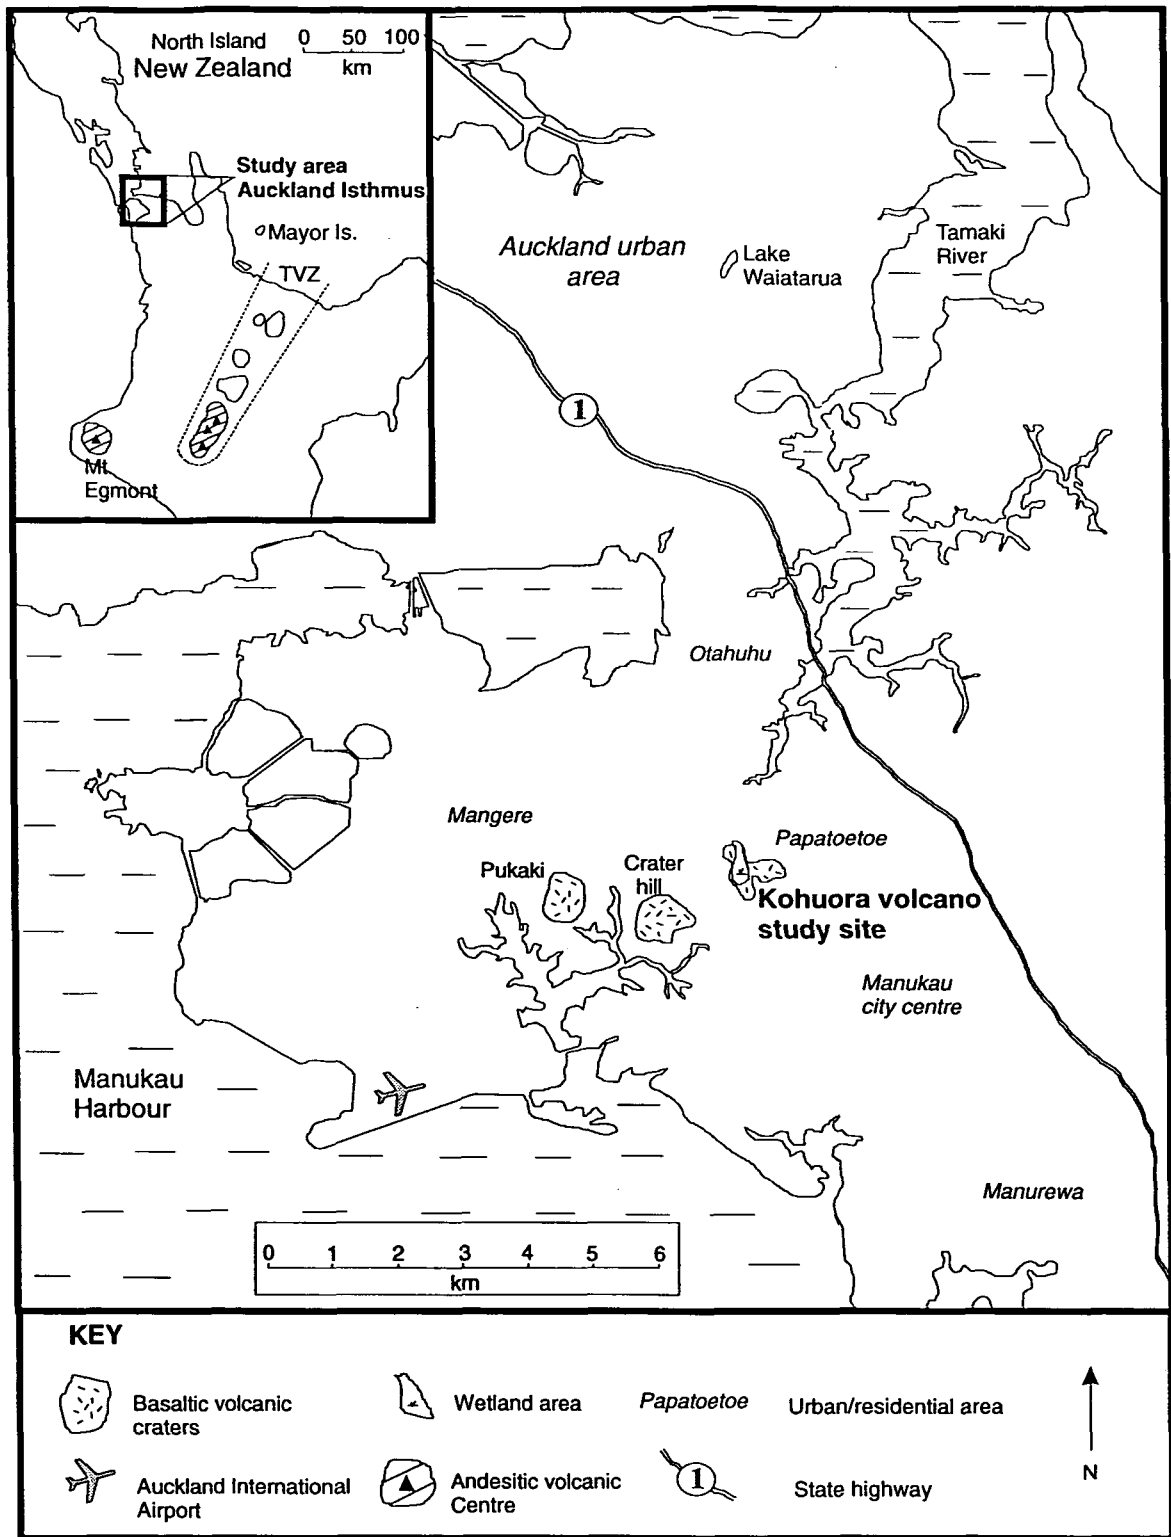 North Island
New Zealand
0 50 100
km
Study area
Auckland Isthmus
Mayor Is.
TVZ
Mt.
Egmont
Auckland urban
area
Lake
Waiatarua
Tamaki
River
1
Otahuhu
Mangere
Papatoetoe
Pukaki
Crater
hill
Kohuora volcano
study site
Manukau
city centre
Manukau
Harbour
Manurewa
0 1 2 3 4 5 6
km
KEY
Basaltic volcanic
craters
Wetland area
Papatoetoe
Urban/residential area
Auckland International
Airport
Andesitic volcanic
Centre
1
State highway
N